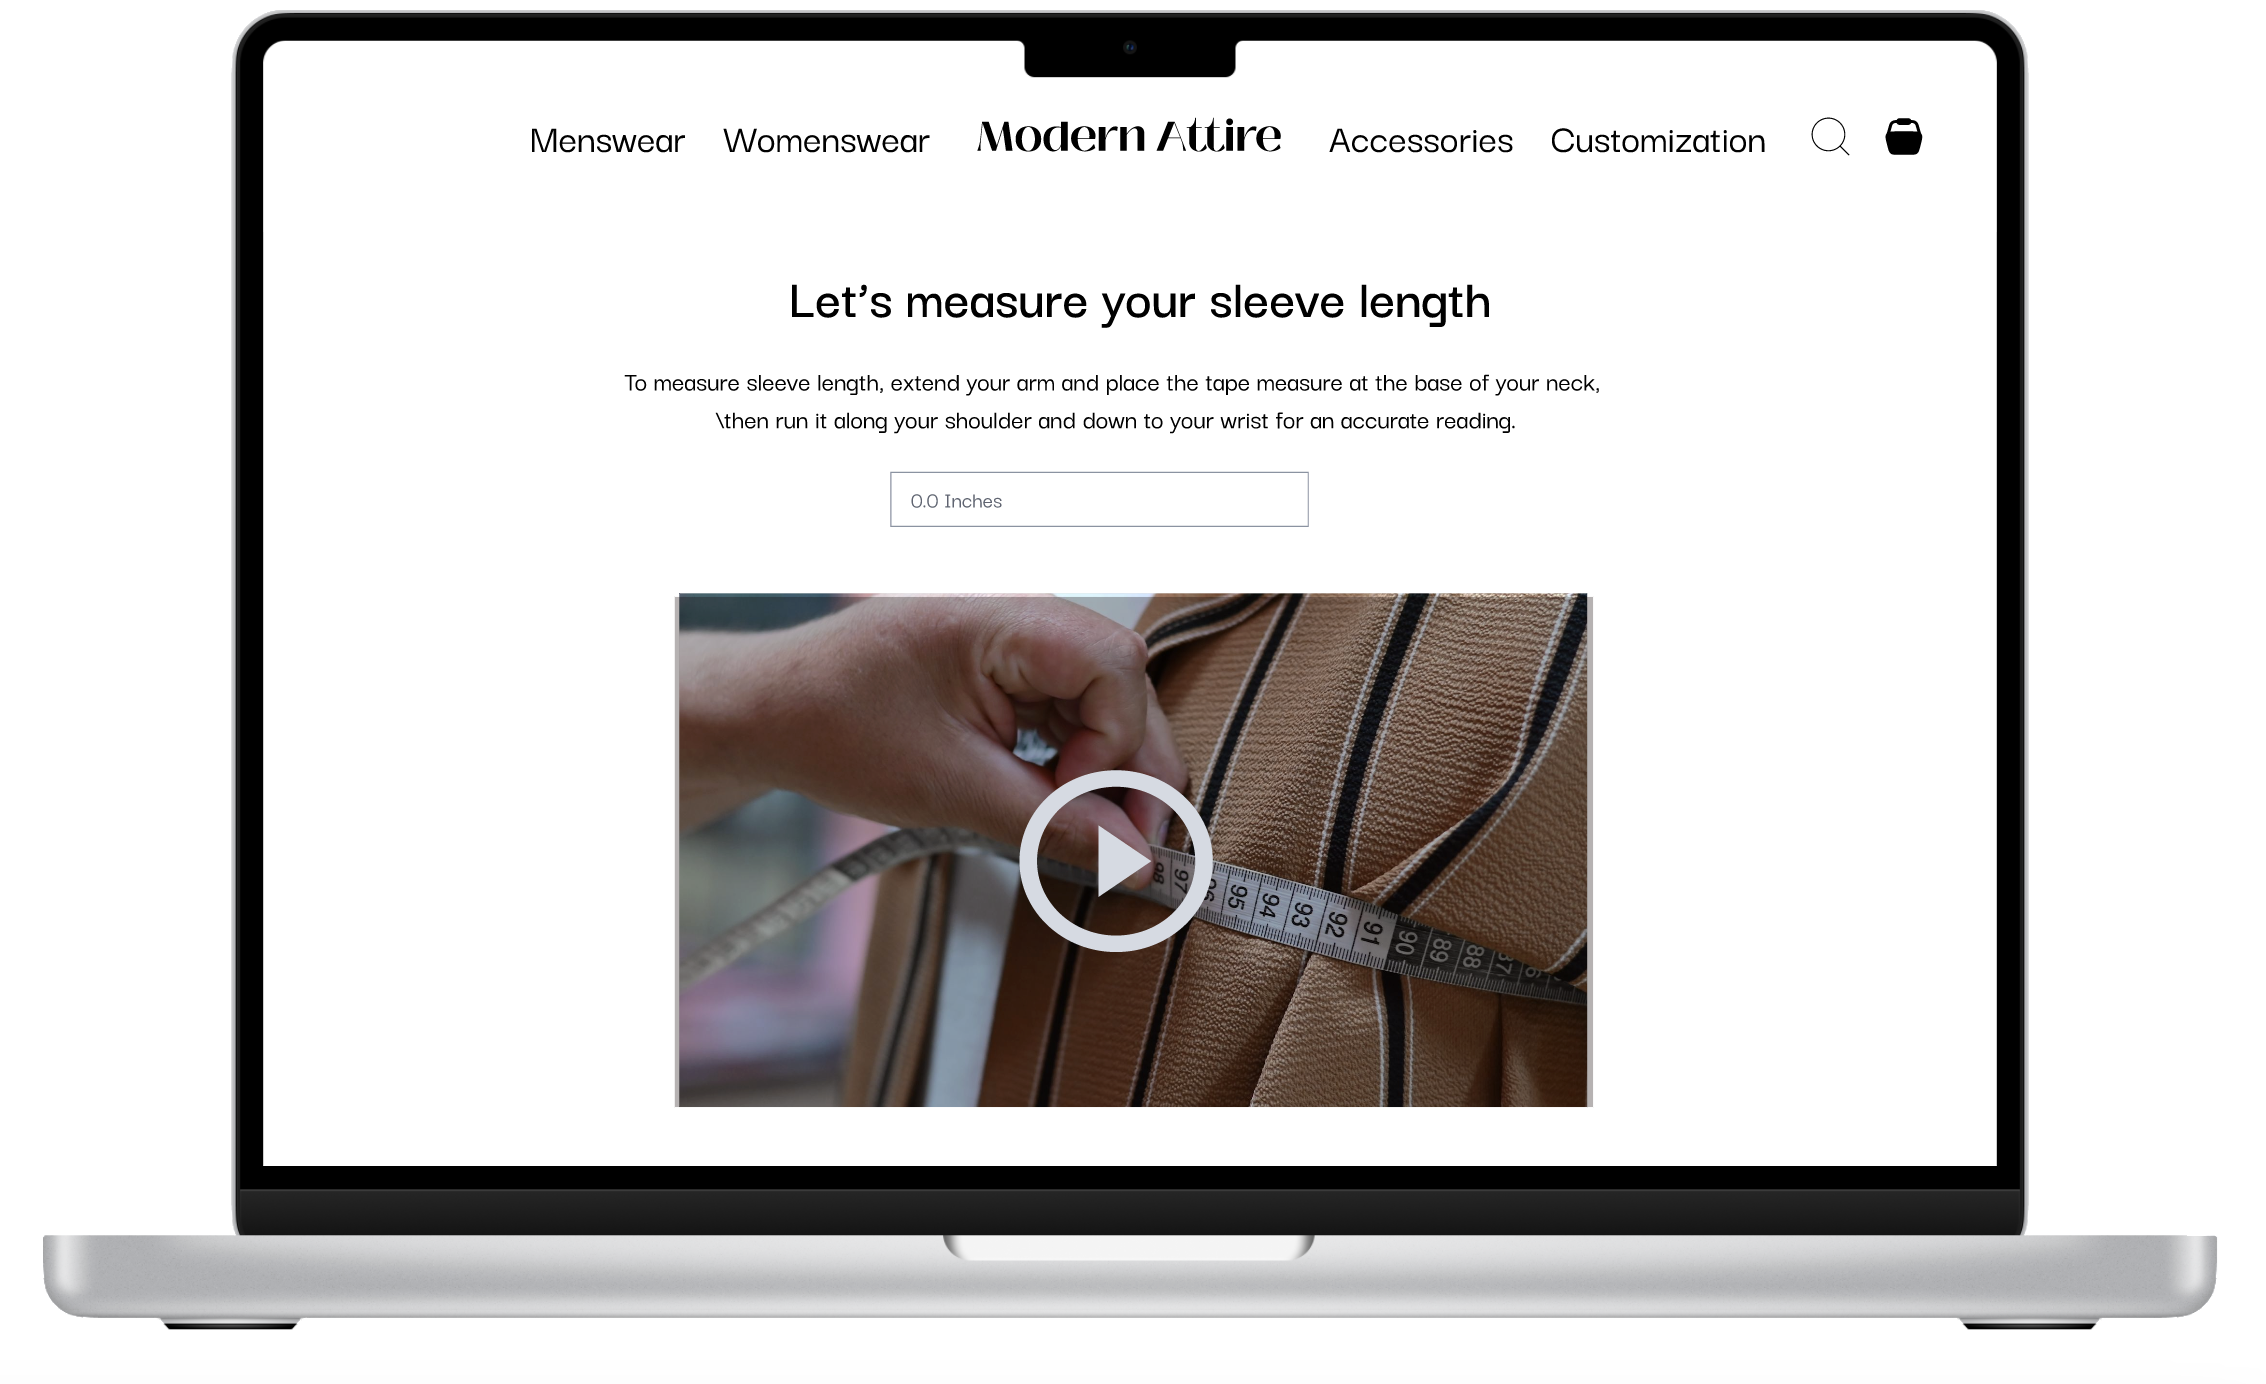 Menswear Womenswear Modern Attire Accessories Customization
Let’s measure your sleeve length
To measure sleeve length, extend your arm and place the tape measure at the base of your neck,
\then run it along your shoulder and down to your wrist for an accurate reading.
0.0 Inches
98 97 96 95 94 93 92 91 90 89 88 87